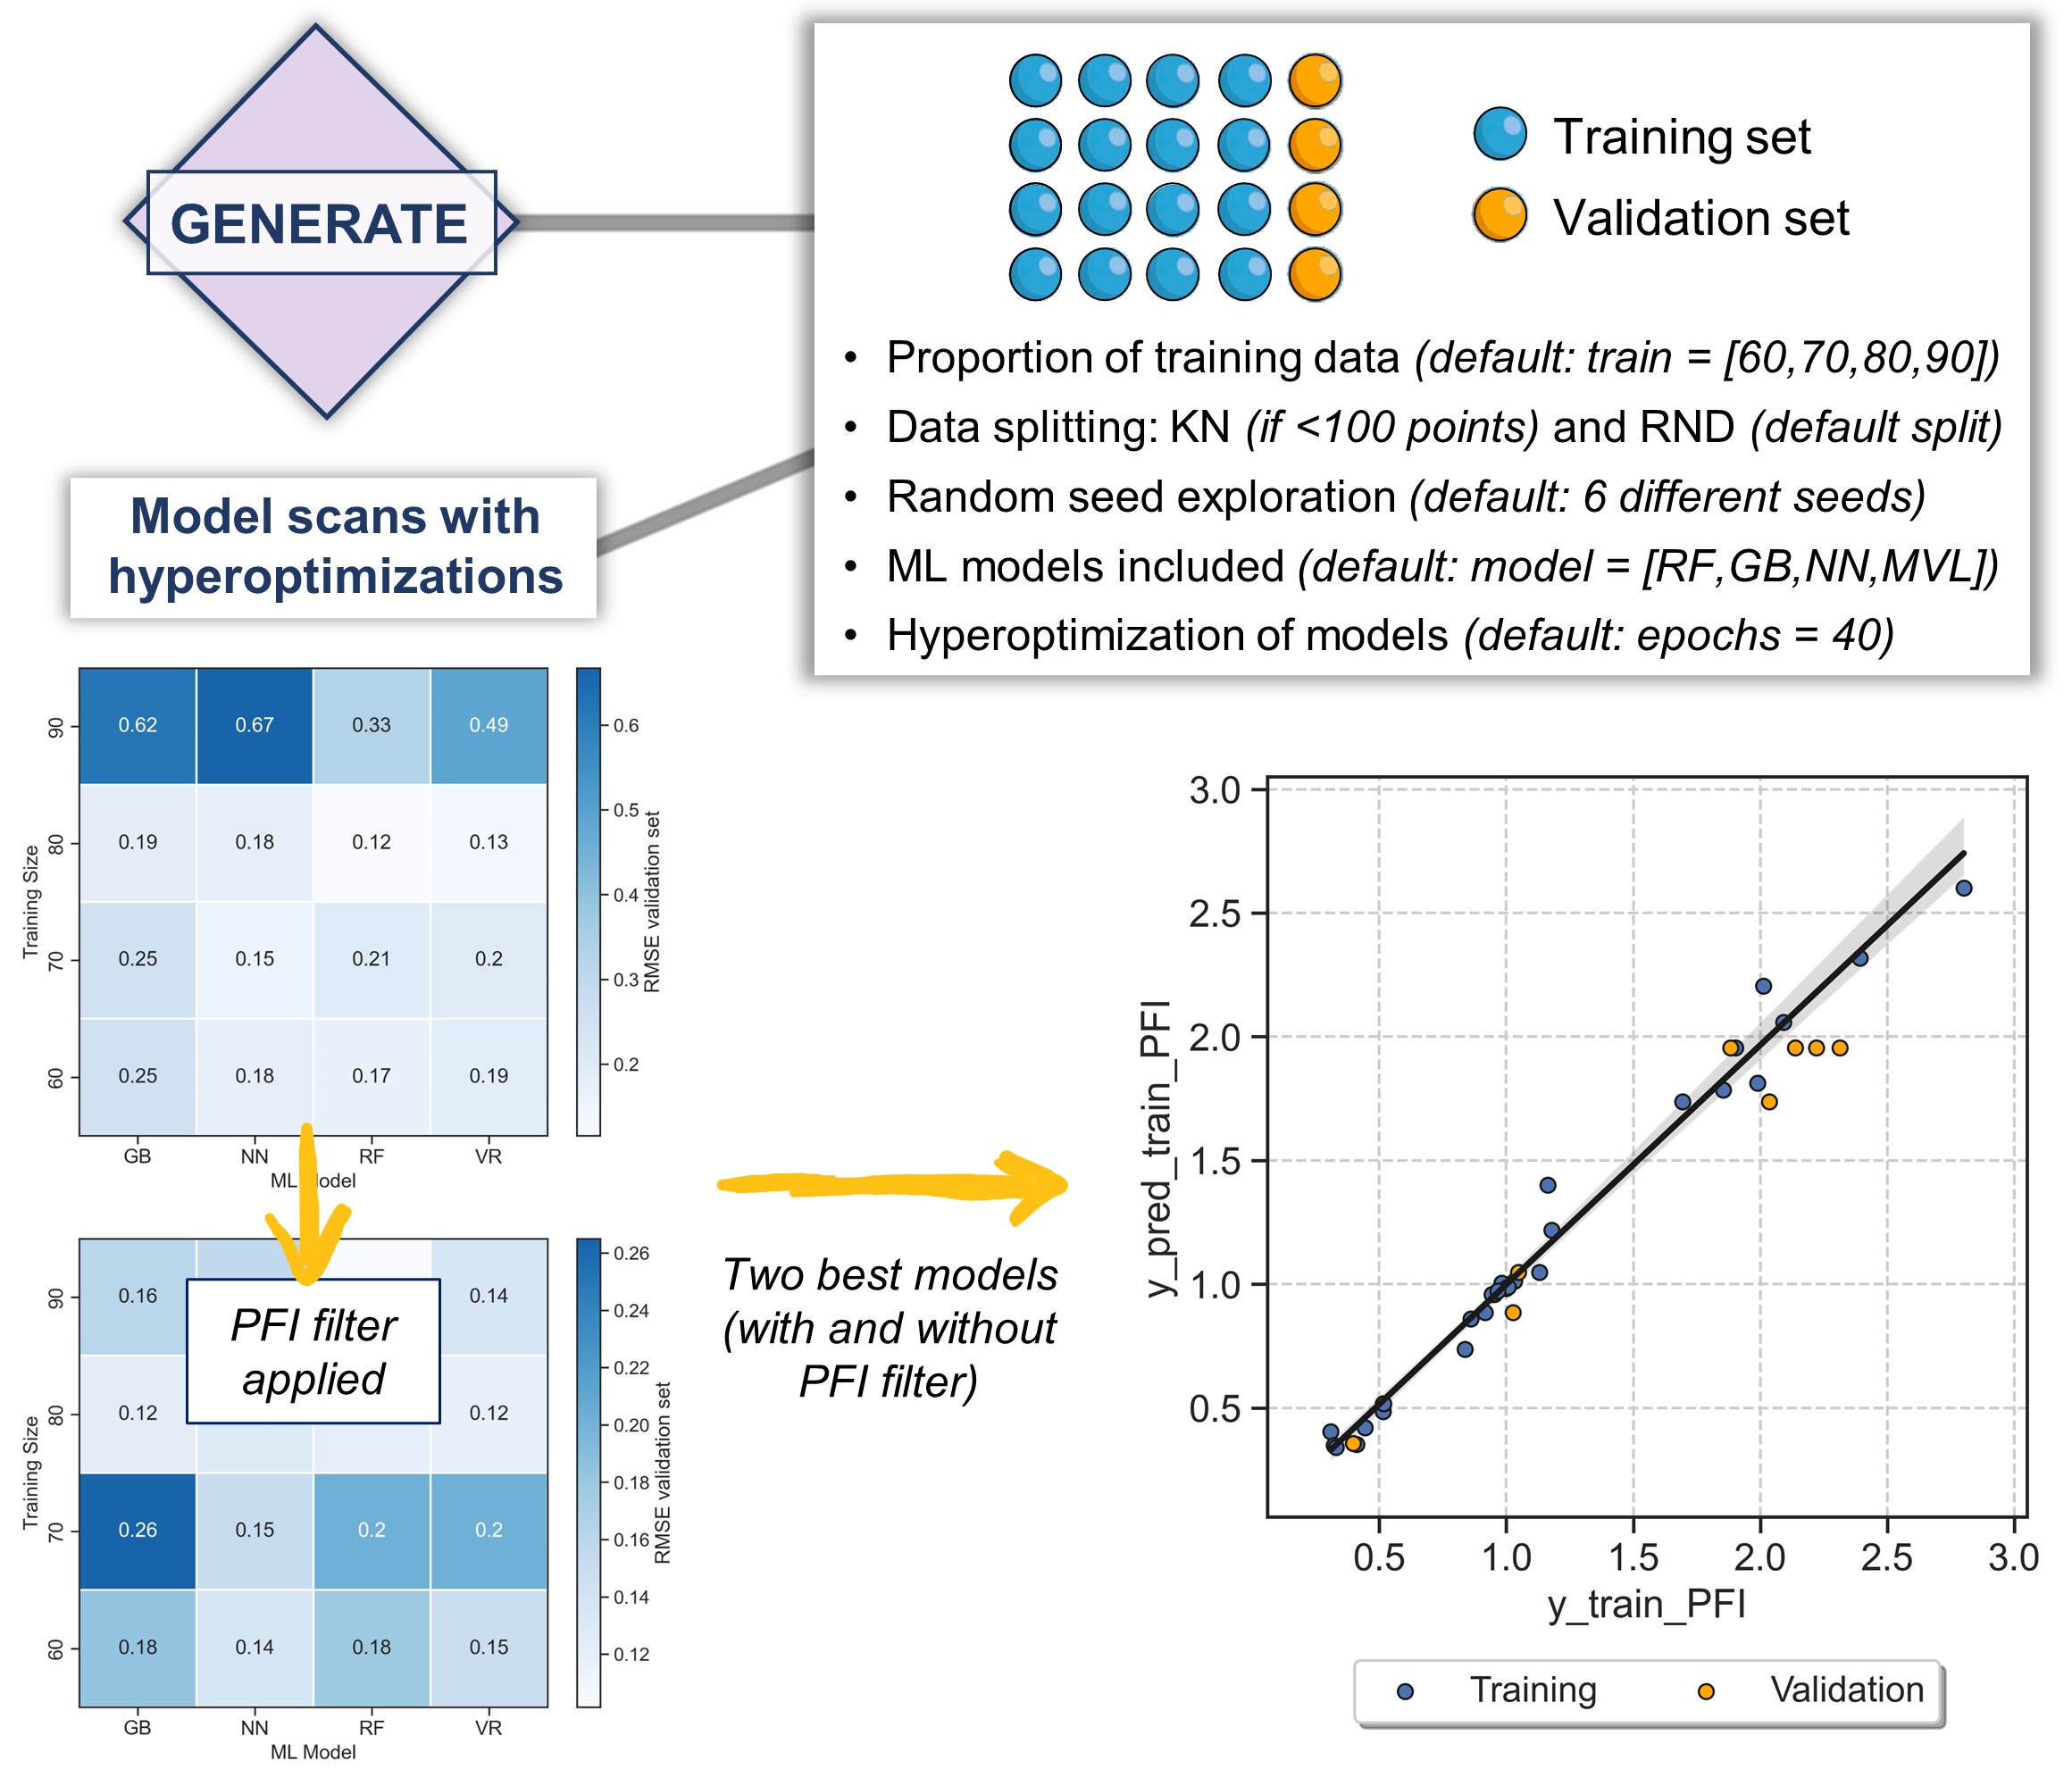 GENERATE
Training set
Validation set
• Proportion of training data (default: train = [60,70,80,90])
• Data splitting: KN (if <100 points) and RND (default split)
• Random seed exploration (default: 6 different seeds)
• ML models included (default: model = [RF,GB,NN,MVL])
• Hyperoptimization of models (default: epochs = 40)
Model scans with
hyperoptimizations
Training Size
90 0.62 0.67 0.33 0.49
80 0.19 0.18 0.12 0.13
70 0.25 0.15 0.21 0.2
60 0.25 0.18 0.17 0.19
GB NN RF VR
ML odel
0.6
0.5
0.4
0.3
0.2
RMSE validation set
PFI filter
applied
Training Size
90 0.16 0.14
80 0.12 0.12
70 0.26 0.15 0.2 0.2
60 0.18 0.14 0.18 0.15
GB NN RF VR
ML Model
0.26
0.24
0.22
0.20
0.18
0.16
0.14
0.12
RMSE validation set
Two best models
(with and without
PFI filter)
y_pred_train_PFI
3.0
2.5
2.0
1.5
1.0
0.5
0.5 1.0 1.5 2.0 2.5 3.0
y_train_PFI
Training Validation